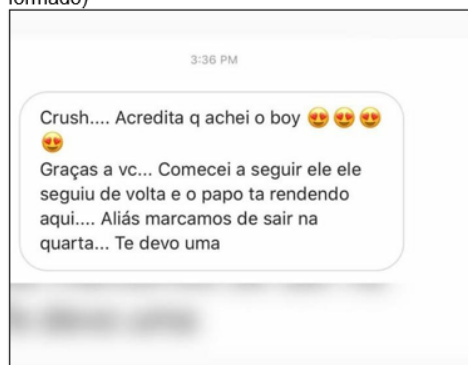 formado)
3:36 PM
Crush.... Acredita q achei o boy 😍😍😍
😍
Graças a vc... Comecei a seguir ele ele
seguiu de volta e o papo ta rendendo
aqui.... Aliás marcamos de sair na
quarta... Te devo uma